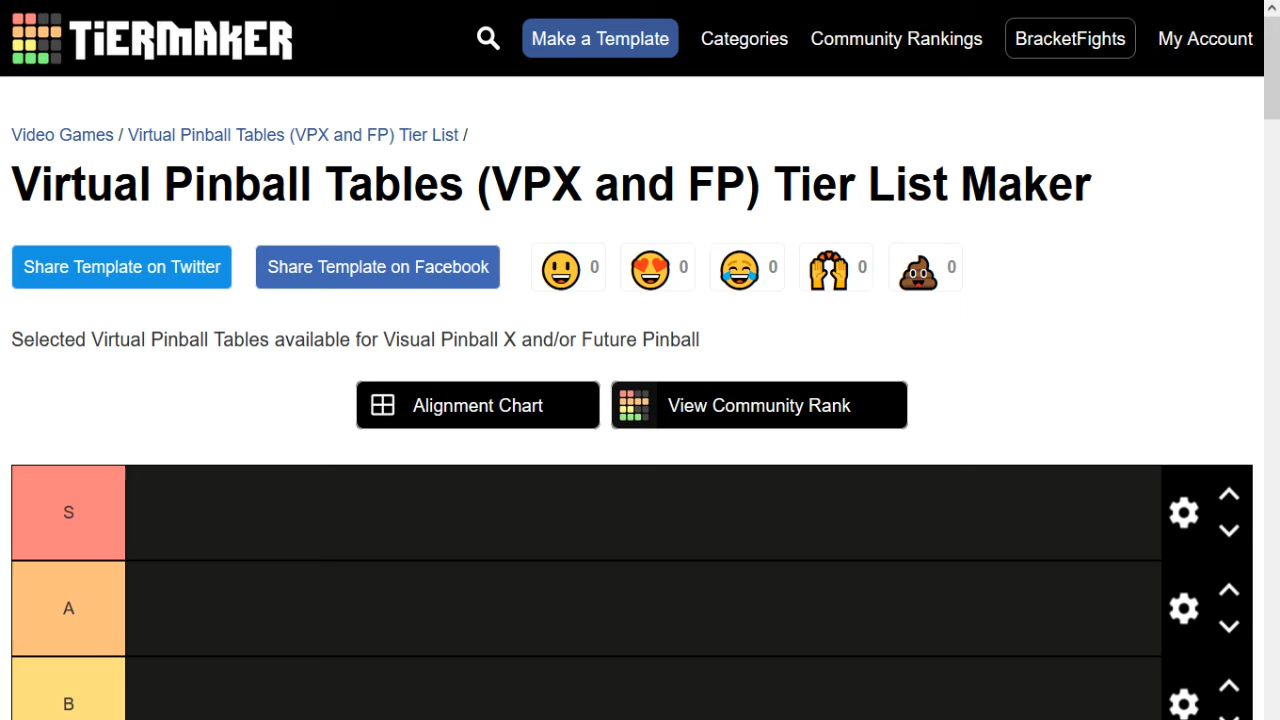 TIERMAKER
Make a Template
Categories
Community Rankings
BracketFights
My Account
Video Games / Virtual Pinball Tables (VPX and FP) Tier List /
Virtual Pinball Tables (VPX and FP) Tier List Maker
Share Template on Twitter
Share Template on Facebook
0
0
0
0
0
Selected Virtual Pinball Tables available for Visual Pinball X and/or Future Pinball
Alignment Chart
View Community Rank
S
A
B